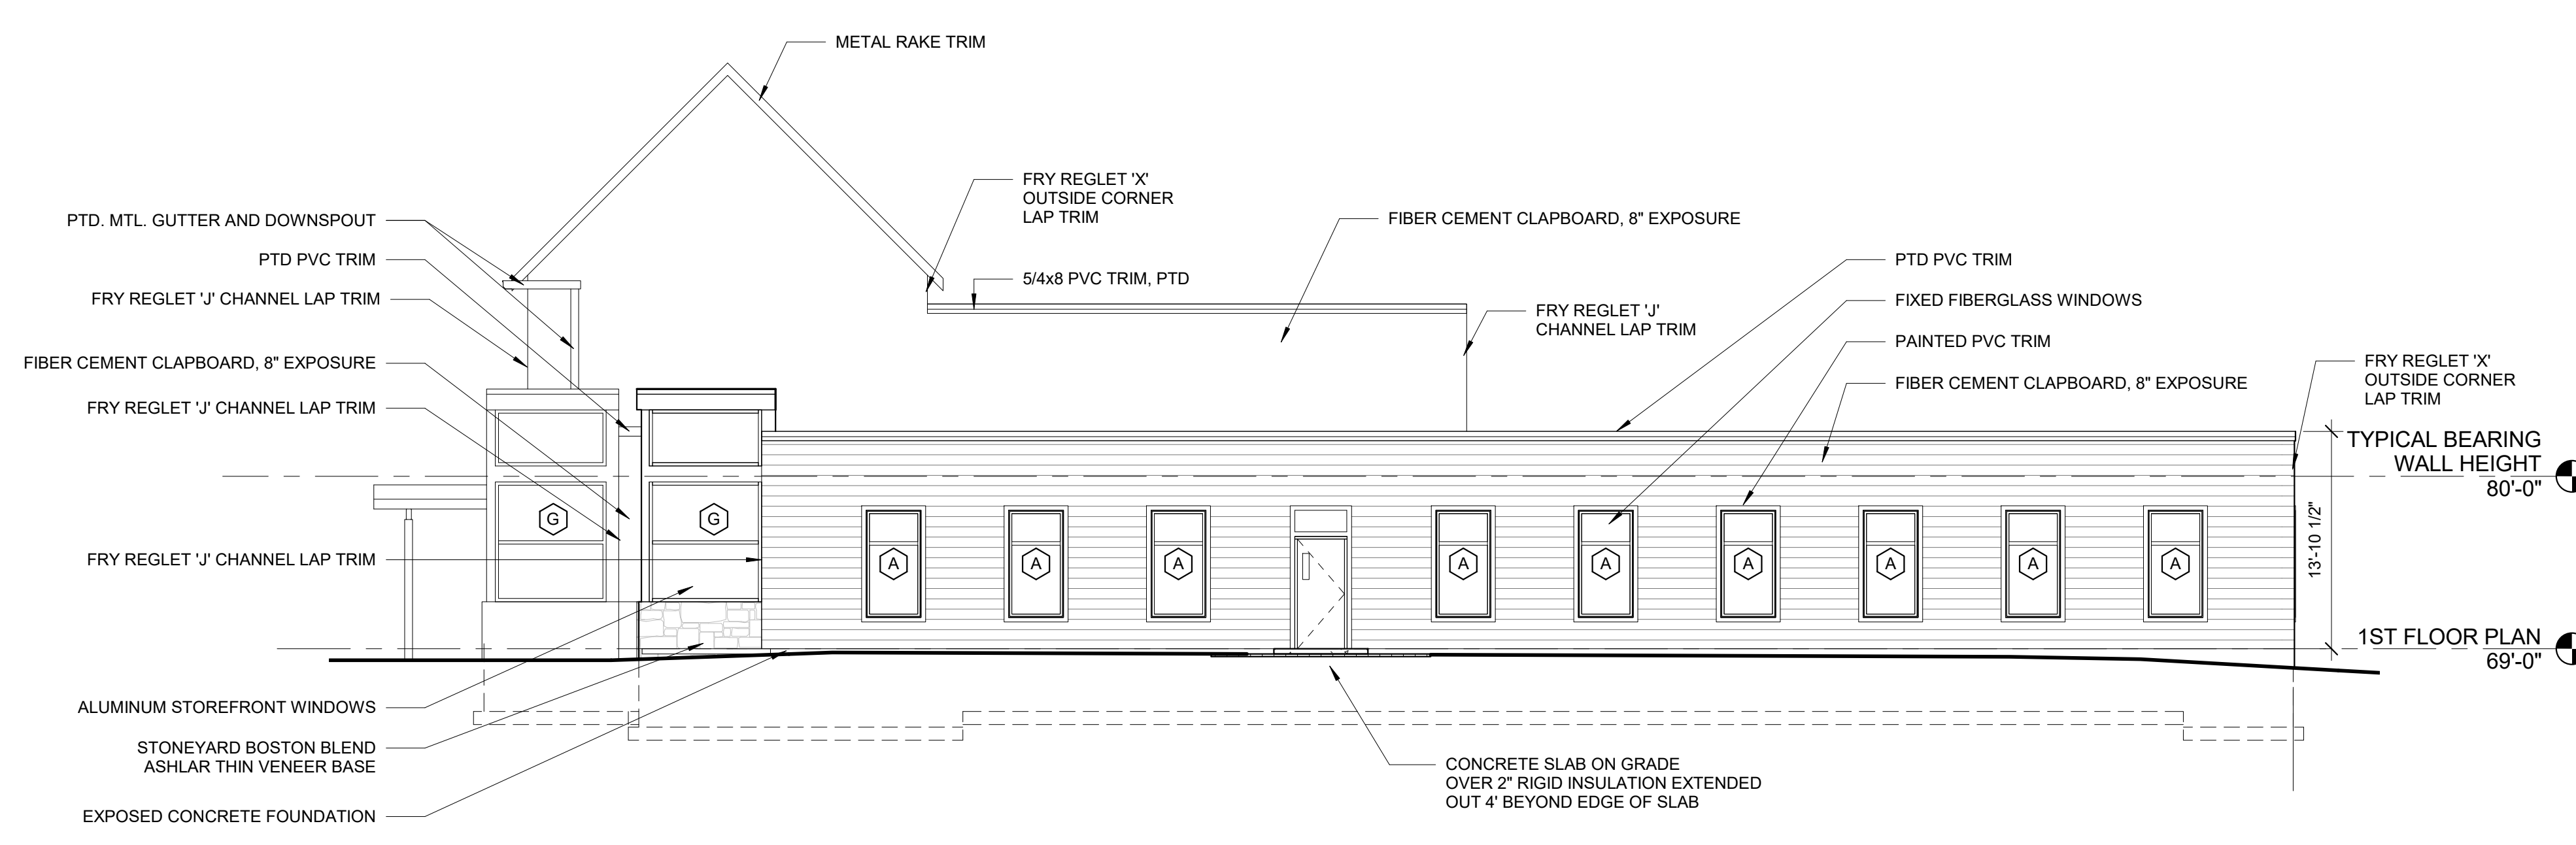 METAL RAKE TRIM
FRY REGLET 'X'
OUTSIDE CORNER
LAP TRIM
PTD. MTL. GUTTER AND DOWNSPOUT
FIBER CEMENT CLAPBOARD, 8" EXPOSURE
PTD PVC TRIM
PTD PVC TRIM
5/4x8 PVC TRIM, PTD
FRY REGLET 'J' CHANNEL LAP TRIM
FIXED FIBERGLASS WINDOWS
FRY REGLET 'J'
CHANNEL LAP TRIM
PAINTED PVC TRIM
FIBER CEMENT CLAPBOARD, 8" EXPOSURE
FIBER CEMENT CLAPBOARD, 8" EXPOSURE
FRY REGLET 'X'
OUTSIDE CORNER
LAP TRIM
FRY REGLET 'J' CHANNEL LAP TRIM
TYPICAL BEARING
WALL HEIGHT
80'-0"
G
G
13'-10 1/2"
FRY REGLET 'J' CHANNEL LAP TRIM
A
A
A
A
A
A
A
A
A
1ST FLOOR PLAN
69'-0"
ALUMINUM STOREFRONT WINDOWS
STONEYARD BOSTON BLEND
ASHLAR THIN VENEER BASE
CONCRETE SLAB ON GRADE
OVER 2" RIGID INSULATION EXTENDED
OUT 4' BEYOND EDGE OF SLAB
EXPOSED CONCRETE FOUNDATION